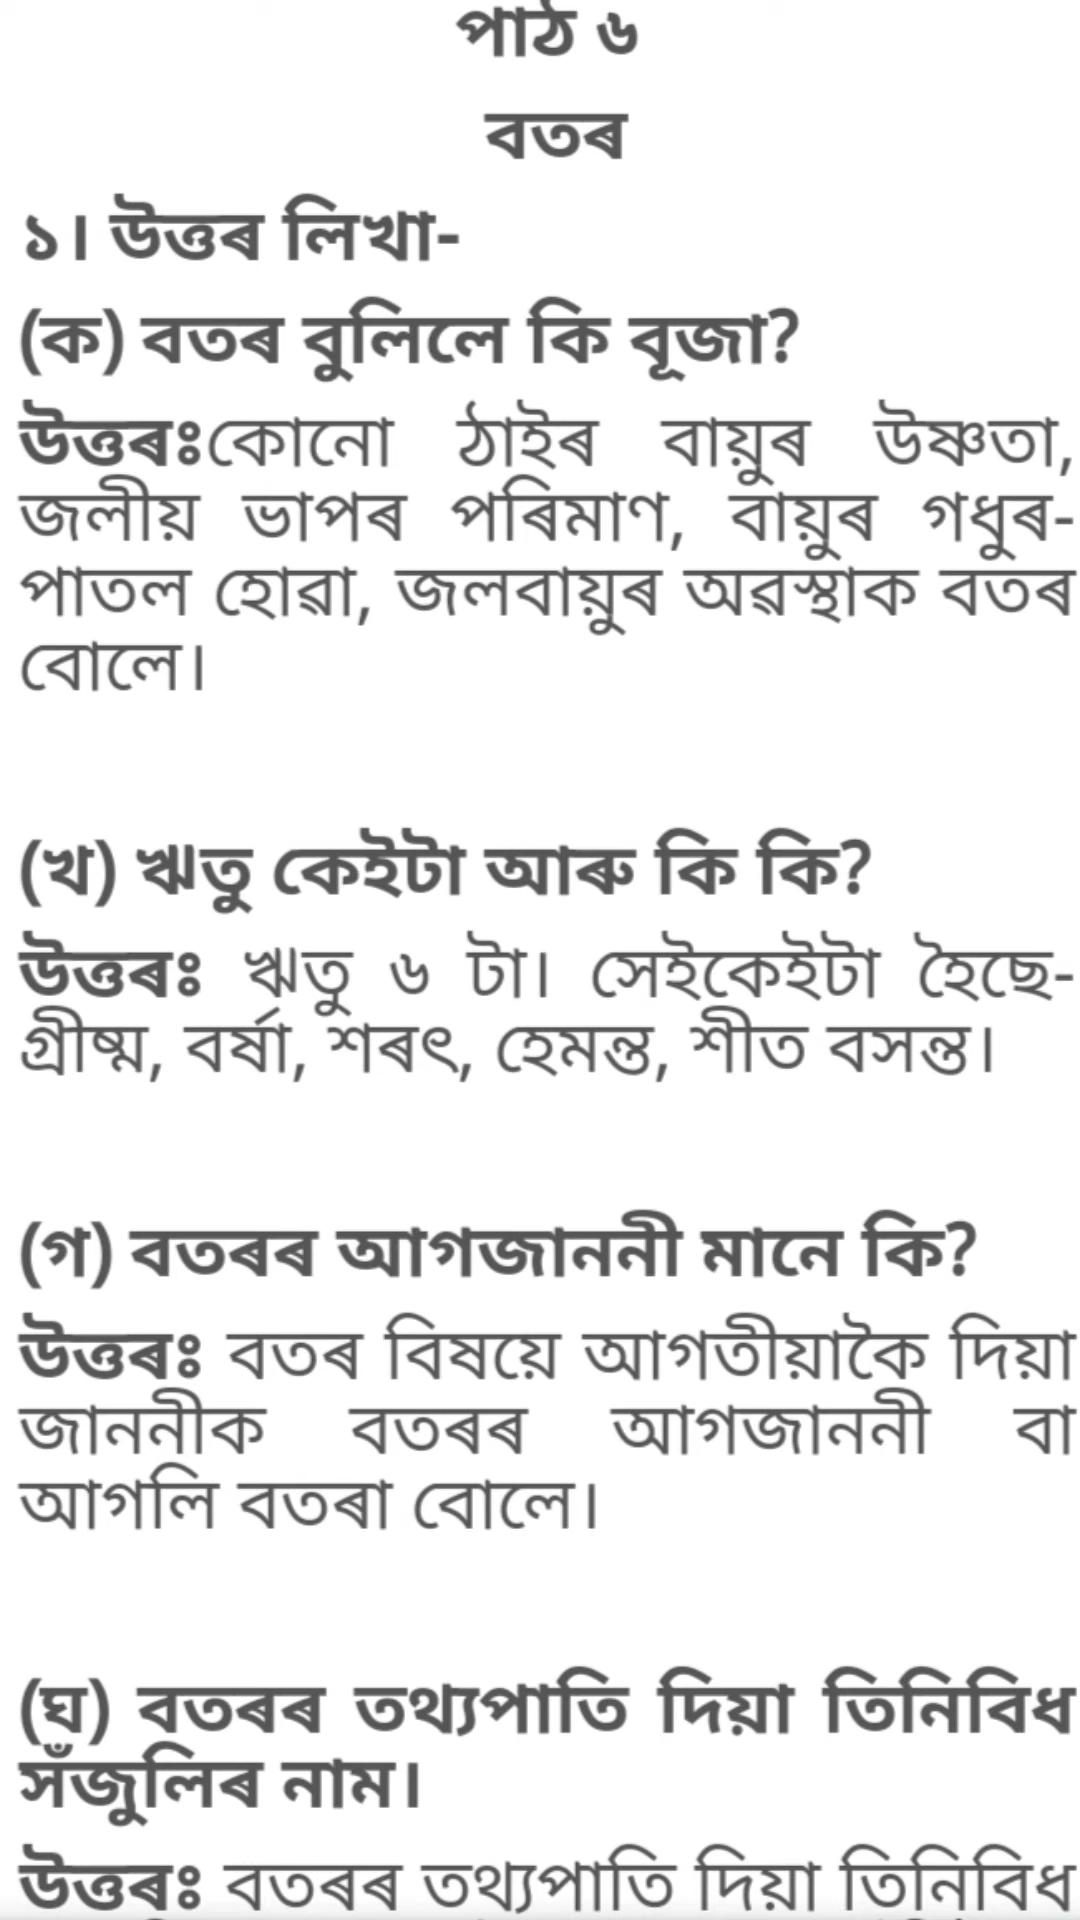 পাঠ ৬
বতৰ
১। উত্তৰ লিখা-
(ক) বতৰ বুলিলে কি বূজা?
উত্তৰঃকোনো ঠাইৰ বায়ুৰ উষ্ণতা,
জলীয় ভাপৰ পৰিমাণ, বায়ুৰ গধুৰ-
পাতল হোৱা, জলবায়ুৰ অৱস্থাক বতৰ
বোলে।
(খ) ঋতু কেইটা আৰু কি কি?
উত্তৰঃ ঋতু ৬ টা। সেইকেইটা হৈছে-
গ্রীষ্ম, বৰ্ষা, শৰৎ, হেমন্ত, শীত বসন্ত।
(গ) বতৰৰ আগজাননী মানে কি?
উত্তৰঃ বতৰ বিষয়ে আগতীয়াকৈ দিয়া
জাননীক বতৰৰ আগজাননী বা
আগলি বতৰা বোলে।
(ঘ) বতৰৰ তথ্যপাতি দিয়া তিনিবিধ
সঁজুলিৰ নাম।
উত্তৰঃ বতৰৰ তথ্যপাতি দিয়া তিনিবিধ